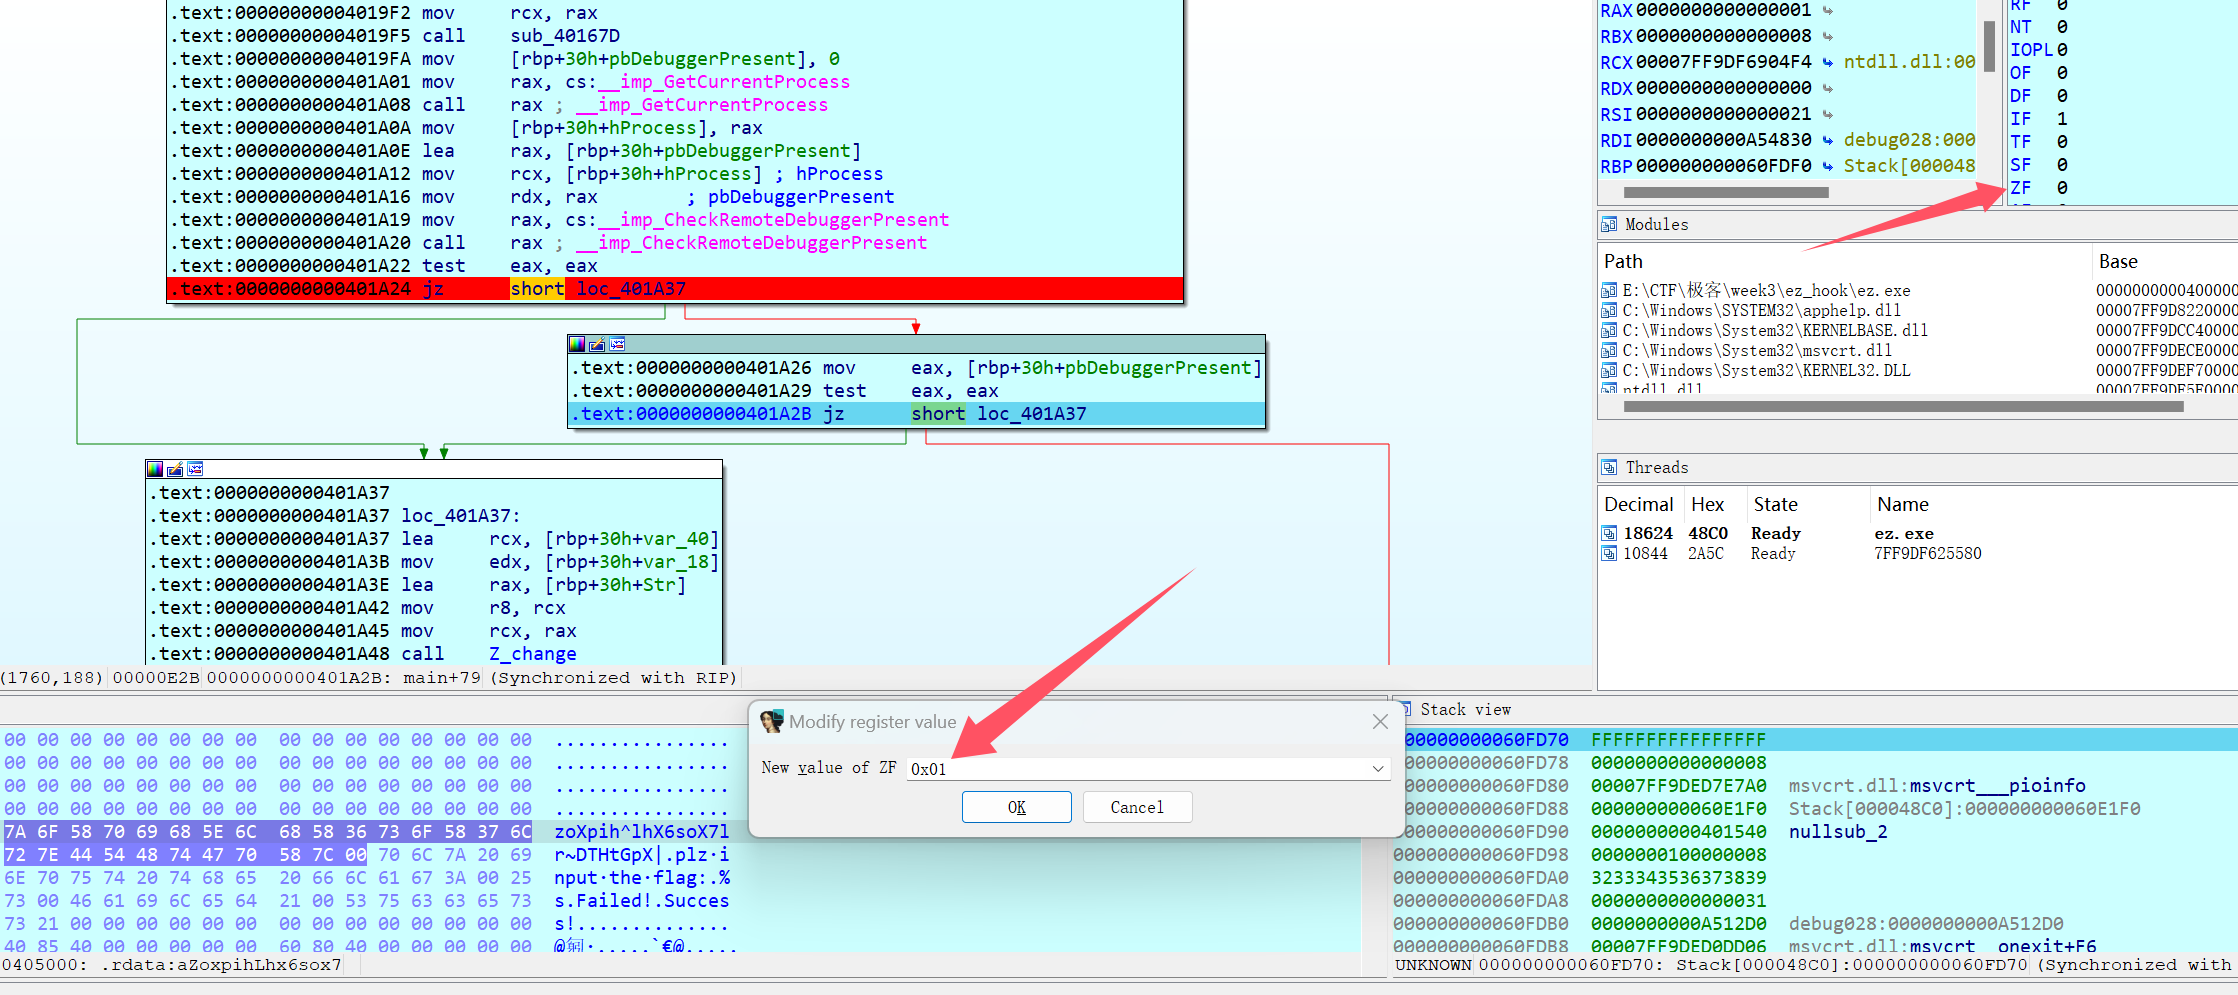 .text:00000000004019F2 mov rcx, rax
.text:00000000004019F5 call sub_40167D
.text:00000000004019FA mov [rbp+30h+pbDebuggerPresent], 0
.text:0000000000401A01 mov rax, cs:__imp_GetCurrentProcess
.text:0000000000401A08 call rax ; __imp_GetCurrentProcess
.text:0000000000401A0A mov [rbp+30h+hProcess], rax
.text:0000000000401A0E lea rax, [rbp+30h+pbDebuggerPresent]
.text:0000000000401A12 mov rcx, [rbp+30h+hProcess] ; hProcess
.text:0000000000401A16 mov rdx, rax ; pbDebuggerPresent
.text:0000000000401A19 mov rax, cs:__imp_CheckRemoteDebuggerPresent
.text:0000000000401A20 call rax ; __imp_CheckRemoteDebuggerPresent
.text:0000000000401A22 test eax, eax
.text:0000000000401A24 jz short loc_401A37
.text:0000000000401A26 mov eax, [rbp+30h+pbDebuggerPresent]
.text:0000000000401A29 test eax, eax
.text:0000000000401A2B jz short loc_401A37
.text:0000000000401A37
.text:0000000000401A37 loc_401A37:
.text:0000000000401A37 lea rcx, [rbp+30h+var_40]
.text:0000000000401A3B mov edx, [rbp+30h+var_18]
.text:0000000000401A3E lea rax, [rbp+30h+Str]
.text:0000000000401A42 mov r8, rcx
.text:0000000000401A45 mov rcx, rax
.text:0000000000401A48 call Z_change
(1760,188) 00000E2B 0000000000401A2B: main+79 (Synchronized with RIP)
RAX 0000000000000001
RBX 0000000000000008
RCX 00007FF9DF6904F4 ntdll.dll:00
RDX 0000000000000000
RSI 0000000000000021
RDI 0000000000A54830 debug028:000
RBP 000000000060FDF0 Stack[000048
RF 0
NT 0
IOPL 0
OF 0
DF 0
IF 1
TF 0
SF 0
ZF 0
Modules
Path Base
E:\CTF\极客\week3\ez_hook\ez.exe 0000000000400000
C:\Windows\SYSTEM32\apphelp.dll 00007FF9D8220000
C:\Windows\System32\KERNELBASE.dll 00007FF9DCC40000
C:\Windows\System32\msvcrt.dll 00007FF9DECE0000
C:\Windows\System32\KERNEL32.DLL 00007FF9DEF70000
ntdll.dll 00007FF9DF5F0000
Threads
Decimal Hex State Name
18624 48C0 Ready ez.exe
10844 2A5C Ready 7FF9DF625580
Modify register value
New value of ZF 0x01
OK Cancel
00 00 00 00 00 00 00 00 00 00 00 00 00 00 00 00 ................
00 00 00 00 00 00 00 00 00 00 00 00 00 00 00 00 ................
00 00 00 00 00 00 00 00 00 00 00 00 00 00 00 00 ................
00 00 00 00 00 00 00 00 00 00 00 00 00 00 00 00 ................
7A 6F 58 70 69 68 5E 6C 68 58 36 73 6F 58 37 6C zoXpih^lhX6soX7l
72 7E 44 54 48 74 47 70 58 7C 00 70 6C 7A 20 69 r~DTHtGpX|.plz·i
6E 70 75 74 20 74 68 65 20 66 6C 61 67 3A 00 25 nput·the·flag:.%
73 00 46 61 69 6C 65 64 21 00 53 75 63 63 65 73 s.Failed!.Succes
73 21 00 00 00 00 00 00 00 00 00 00 00 00 00 00 s!..............
40 85 40 00 00 00 00 00 60 80 40 00 00 00 00 00
0405000: .rdata:aZoxpihLhx6sox7
Stack view
000000000060FD70 FFFFFFFFFFFFFFFF
000000000060FD78 0000000000000008
000000000060FD80 00007FF9DED7E7A0 msvcrt.dll:msvcrt___pioinfo
000000000060FD88 000000000060E1F0 Stack[000048C0]:000000000060E1F0
000000000060FD90 0000000000401540 nullsub_2
000000000060FD98 0000000100000008
000000000060FDA0 3233343536373839
000000000060FDA8 0000000000000031
000000000060FDB0 0000000000A512D0 debug028:0000000000A512D0
000000000060FDB8 00007FF9DED0DD06 msvcrt.dll:msvcrt__onexit+F6
UNKNOWN 000000000060FD70: Stack[000048C0]:000000000060FD70 (Synchronized with